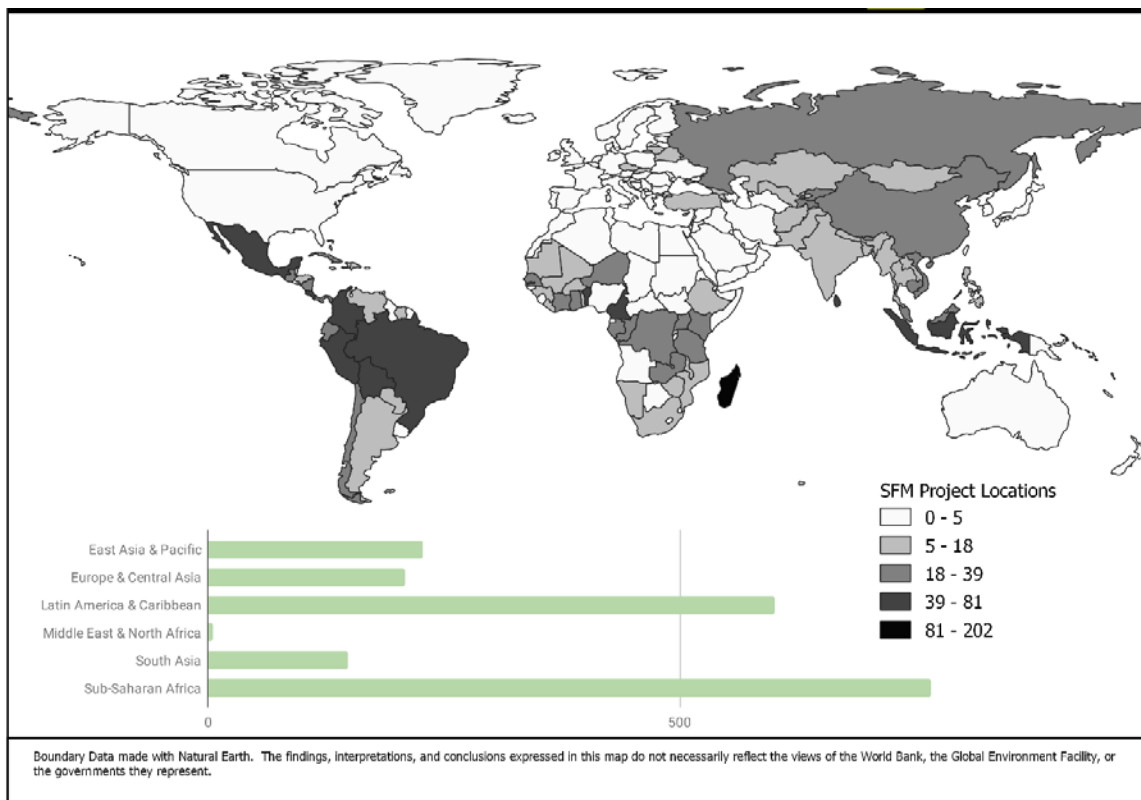 SFM Project Locations
0 - 5
5 - 18
18 - 39
39 - 81
81 - 202
East Asia & Pacific
Europe & Central Asia
Latin America & Caribbean
Middle East & North Africa
South Asia
Sub-Saharan Africa
0
500
Boundary Data made with Natural Earth.  The findings, interpretations, and conclusions expressed in this map do not necessarily reflect the views of the World Bank, the Global Environment Facility, or
the governments they represent.